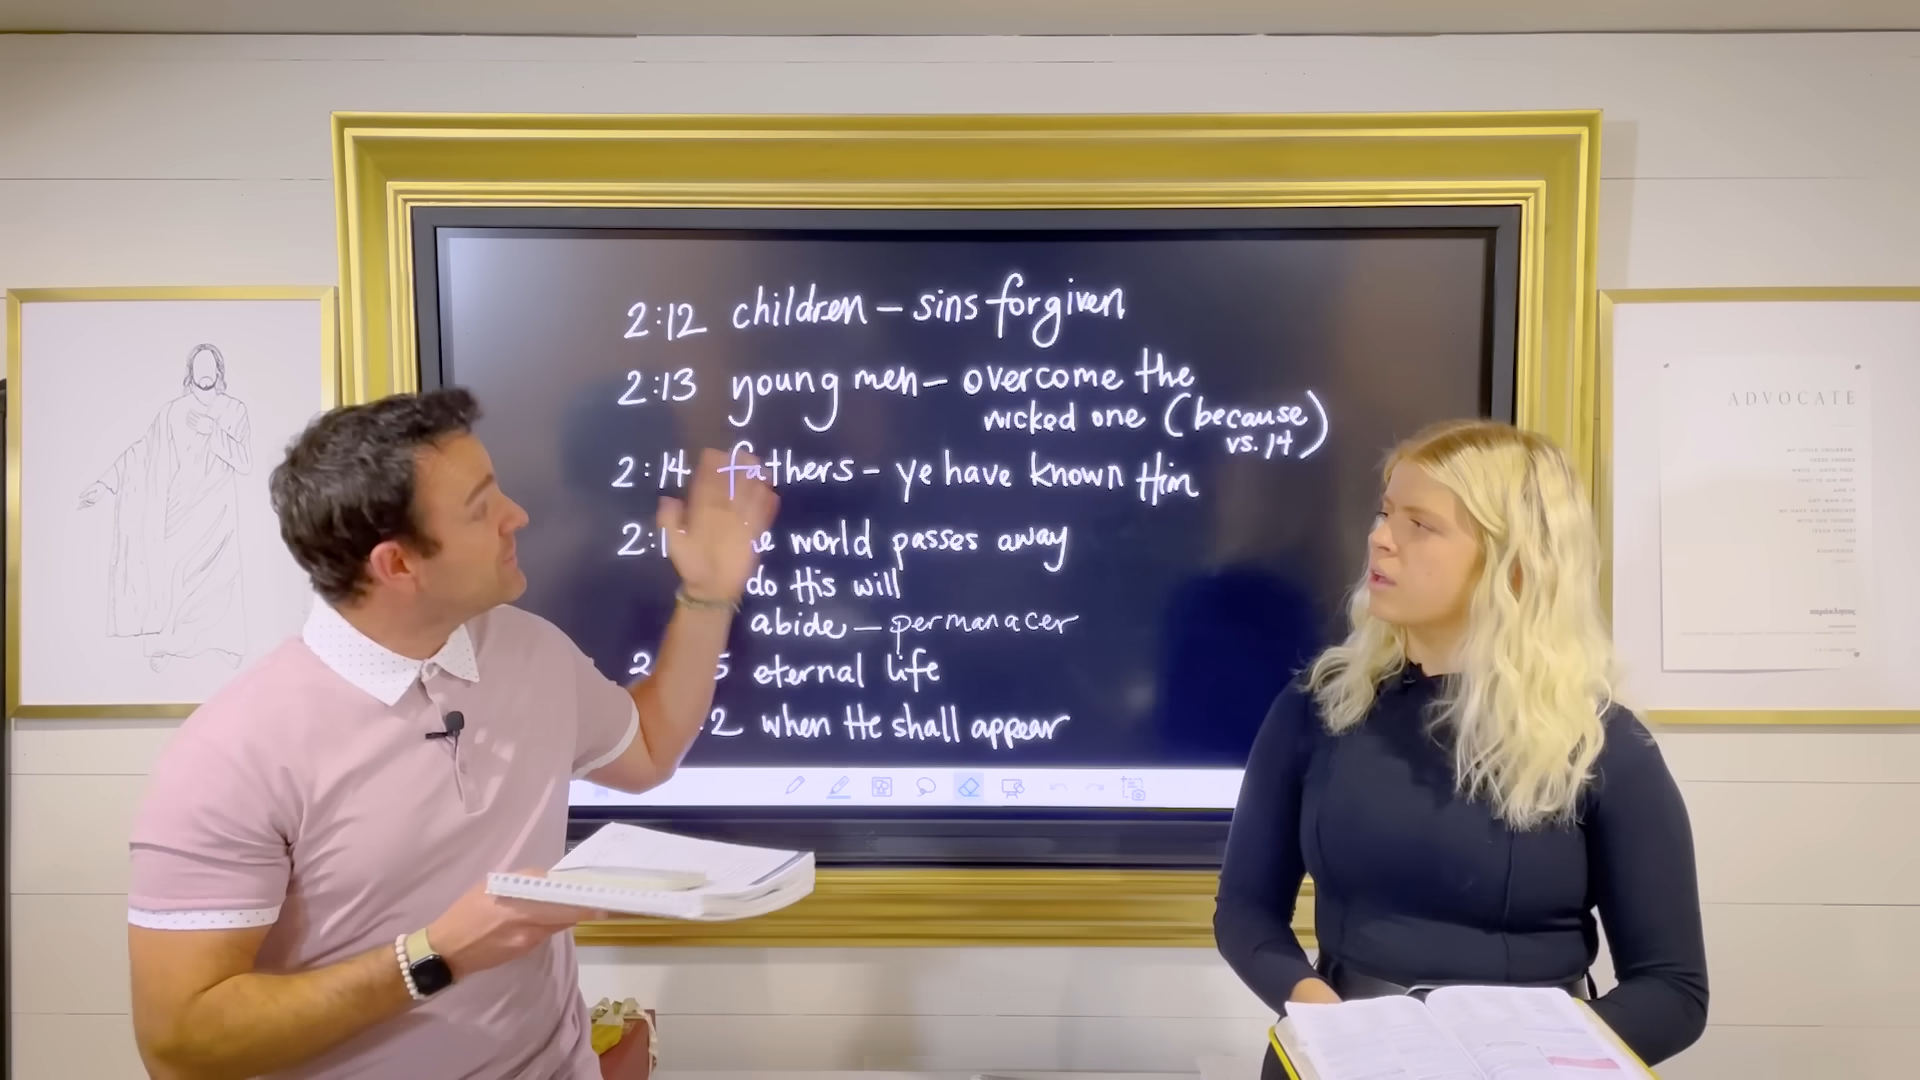 2:12 children – sins forgiven
2:13 young men – overcome the
wicked one (because
vs. 14)
2:14 fathers – ye have known Him
2:1 world passes away
do His will
abide – permanacer
2 5 eternal life
:2 when He shall appear
ADVOCATE